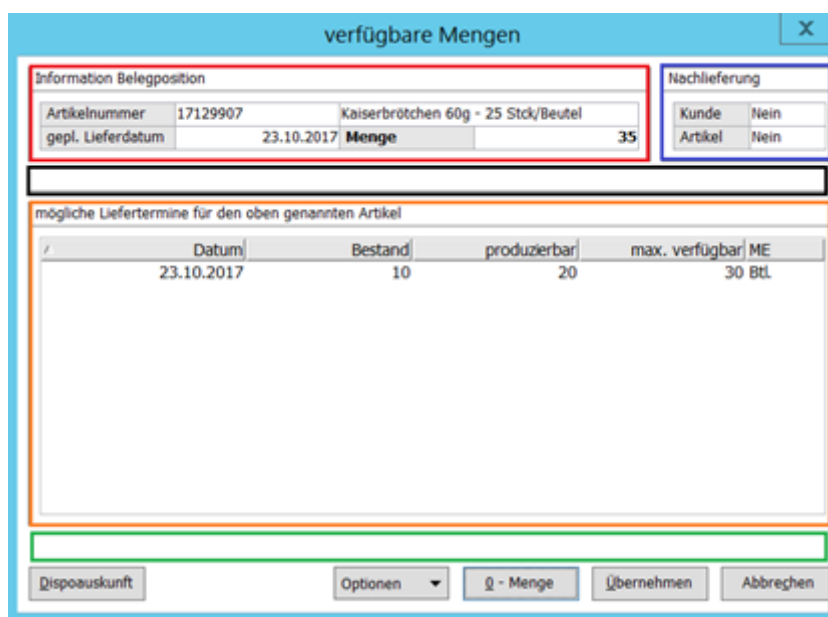 verfügbare Mengen
X
Information Belegposition
Nachlieferung
Artikelnummer 17129907 Kaiserbrötchen 60g - 25 Stck/Beutel
Kunde Nein
gepl. Lieferdatum 23.10.2017 Menge 35
Artikel Nein
mögliche Liefertermine für den oben genannten Artikel
Datum Bestand produzierbar max. verfügbar ME
23.10.2017 10 20 30 Btl.
Dispoauskunft Optionen 0 - Menge Übernehmen Abbrechen